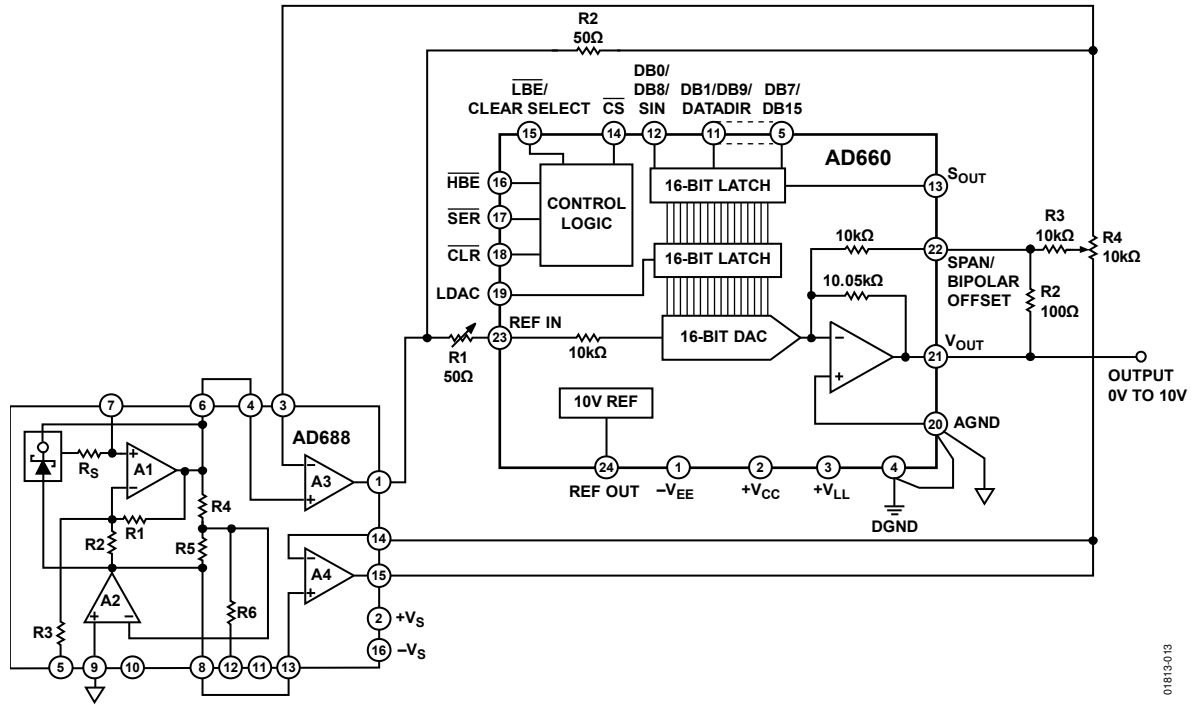 R2
50Ω
LBE/
CLEAR SELECT
CS
DB0/
DB8/
SIN
DB1/DB9/
DATADIR
DB7/
DB15
15
14
12
11
5
AD660
HBE
16
SER
17
CLR
18
LDAC
19
CONTROL
LOGIC
16-BIT LATCH
16-BIT LATCH
13
SOUT
10kΩ
22
SPAN/
BIPOLAR
OFFSET
R3
10kΩ
R4
10kΩ
10.05kΩ
R2
100Ω
R1
50Ω
23
REF IN
10kΩ
16-BIT DAC
−
+
21
VOUT
OUTPUT
0V TO 10V
10V REF
20
AGND
24
REF OUT
1
–VEE
2
+VCC
3
+VLL
4
DGND
7
6
4
3
AD688
RS
+
A1
−
−
A3
+
1
R4
R1
R2
R5
14
−
A4
+
15
A2
+
−
R6
R3
2
+VS
16
–VS
5
9
10
8
12
11
13
01813-013